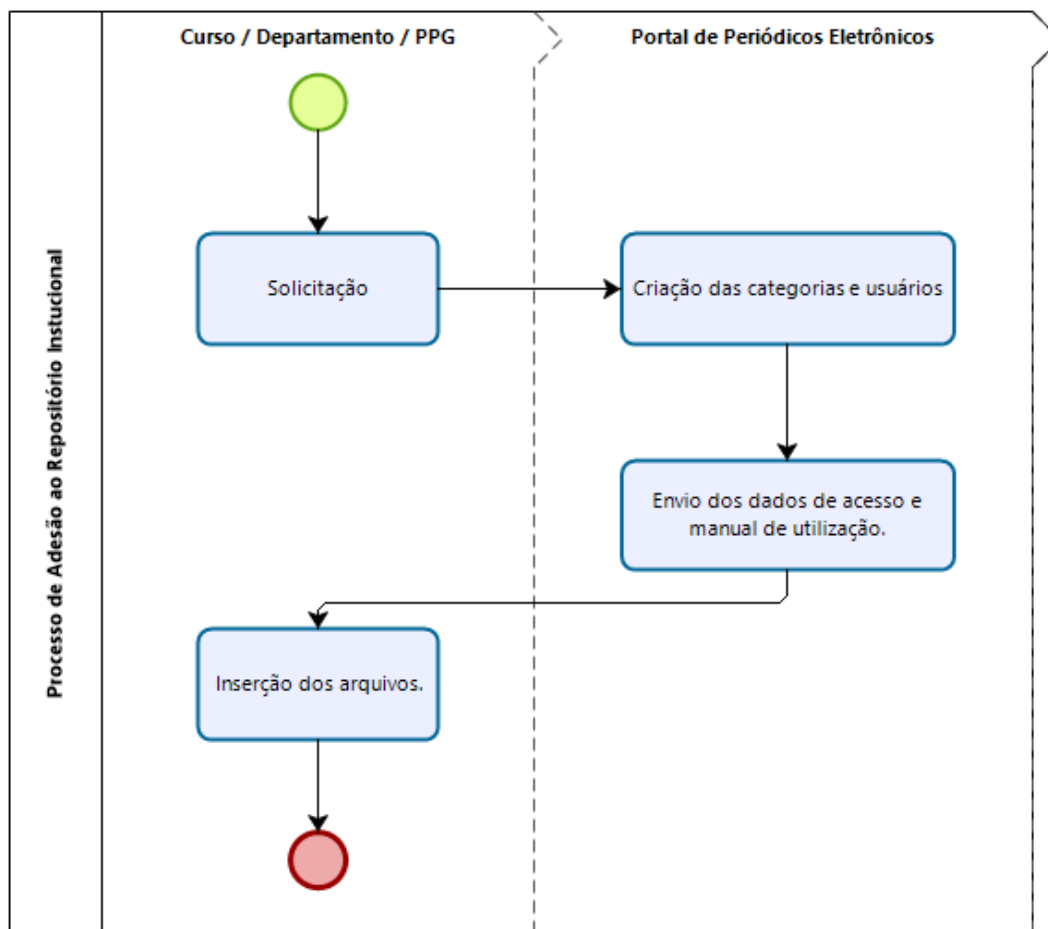 Curso / Departamento / PPG
Portal de Periódicos Eletrônicos
Processo de Adesão ao Repositório Instucional
Solicitação
Criação das categorias e usuários
Envio dos dados de acesso e
manual de utilização.
Inserção dos arquivos.